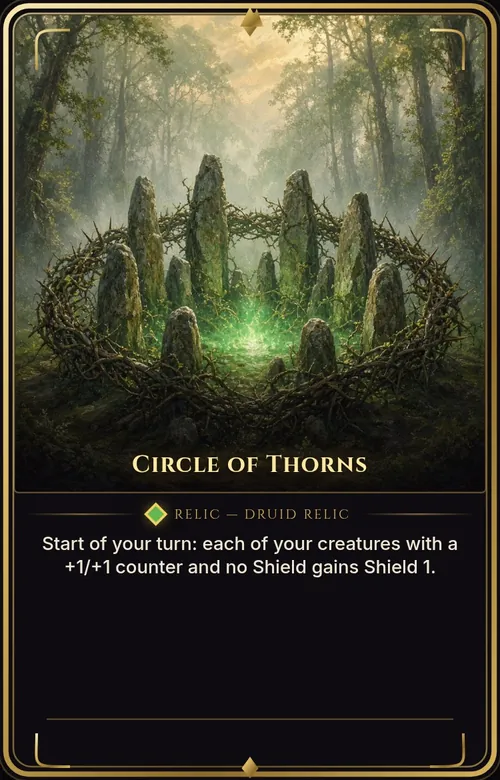 Circle of Thorns
RELIC — DRUID RELIC
Start of your turn: each of your creatures with a
+1/+1 counter and no Shield gains Shield 1.